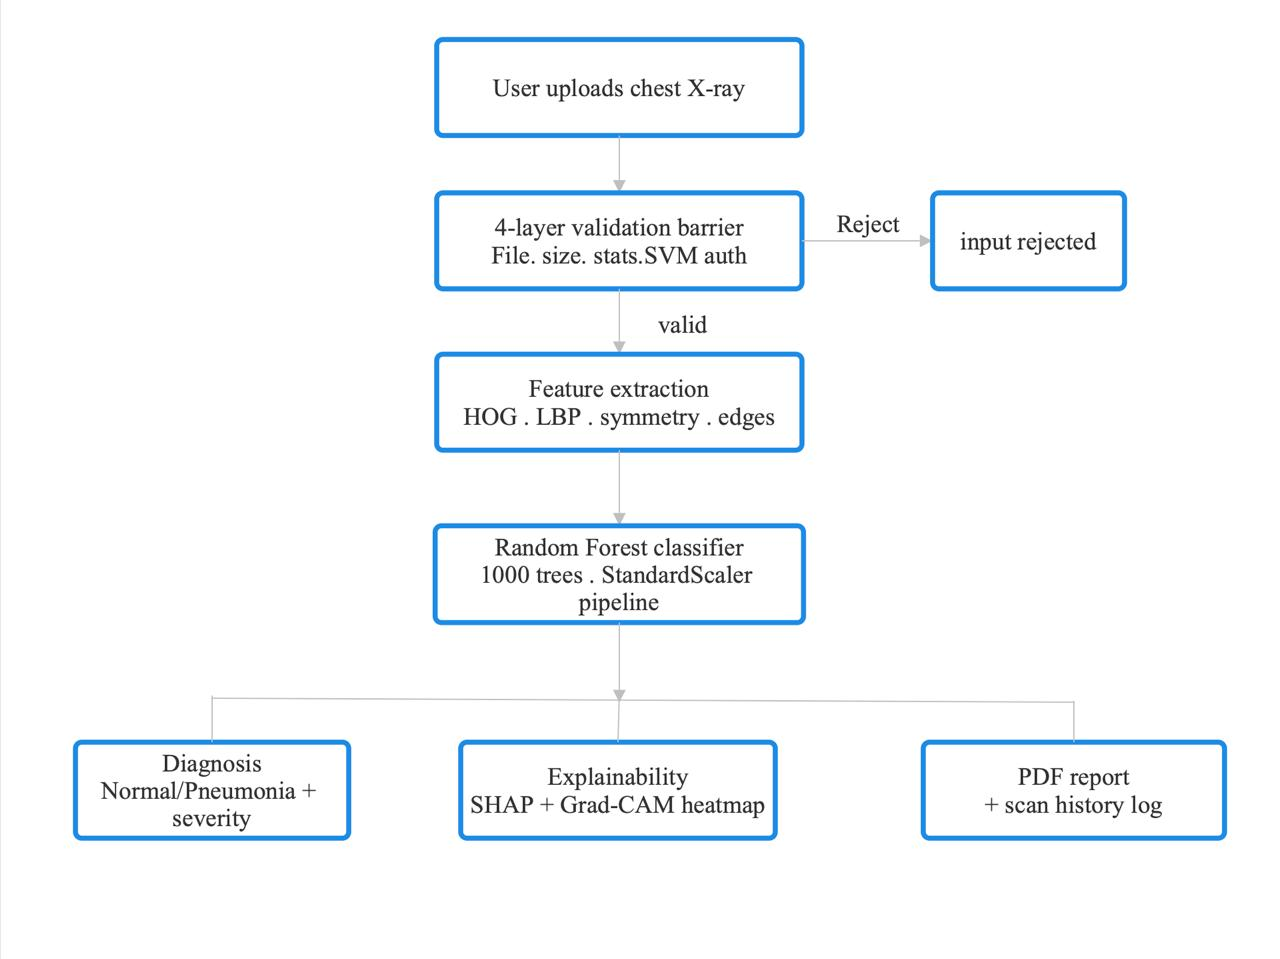 User uploads chest X-ray
4-layer validation barrier
File. size. stats.SVM auth
Reject
input rejected
valid
Feature extraction
HOG . LBP . symmetry . edges
Random Forest classifier
1000 trees . StandardScaler
pipeline
Diagnosis
Normal/Pneumonia +
severity
Explainability
SHAP + Grad-CAM heatmap
PDF report
+ scan history log